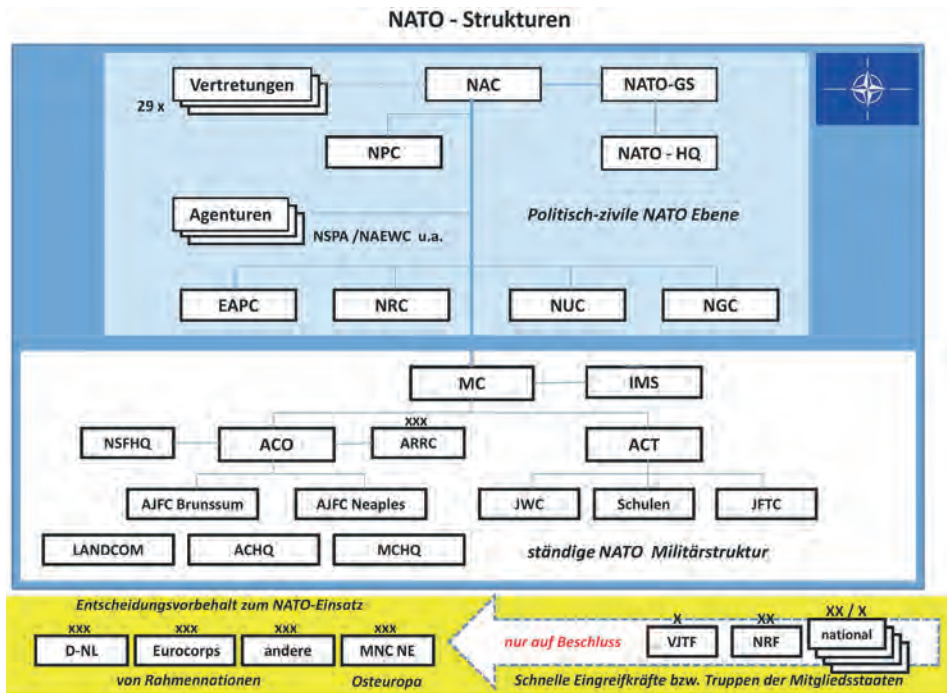 NATO - Strukturen
Vertretungen
NAC
NATO-GS
29 x
NPC
NATO - HQ
Agenturen
Politisch-zivile NATO Ebene
NSPA /NAEWC u.a.
EAPC
NRC
NUC
NGC
MC
IMS
xxx
NSFHQ
ACO
ARRC
ACT
AJFC Brunssum
AJFC Neaples
JWC
Schulen
JFTC
LANDCOM
ACHQ
MCHQ
ständige NATO Militärstruktur
Entscheidungsvorbehalt zum NATO-Einsatz
xxx
xxx
xxx
xxx
D-NL
Eurocorps
andere
MNC NE
von Rahmennationen
Osteuropa
nur auf Beschluss
X
XX
XX / X
VJTF
NRF
national
Schnelle Eingreifkräfte bzw. Truppen der Mitgliedsstaaten